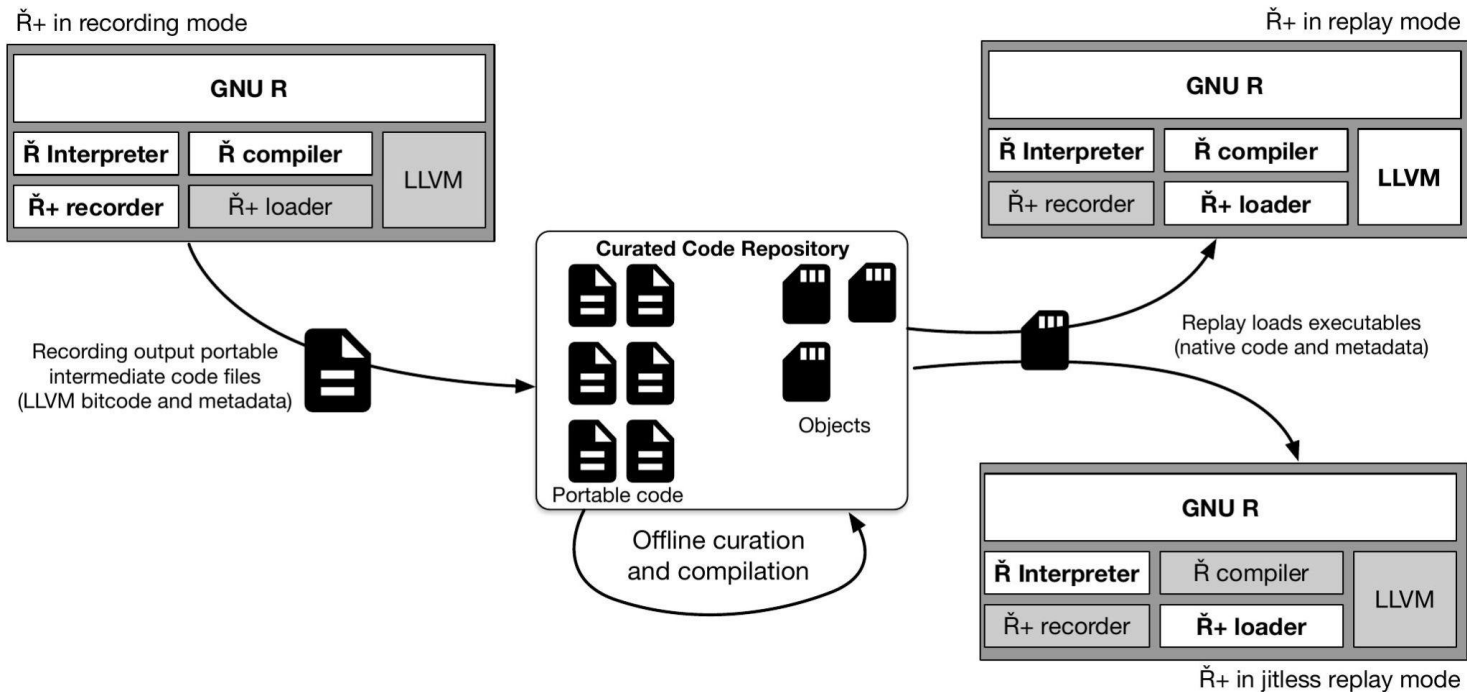 Ř+ in recording mode
GNU R
Ř Interpreter
Ř compiler
LLVM
Ř+ recorder
Ř+ loader
Recording output portable
intermediate code files
(LLVM bitcode and metadata)
Curated Code Repository
Objects
Portable code
Offline curation
and compilation
Ř+ in replay mode
GNU R
Ř Interpreter
Ř compiler
LLVM
Ř+ recorder
Ř+ loader
Replay loads executables
(native code and metadata)
GNU R
Ř Interpreter
Ř compiler
LLVM
Ř+ recorder
Ř+ loader
Ř+ in jitless replay mode